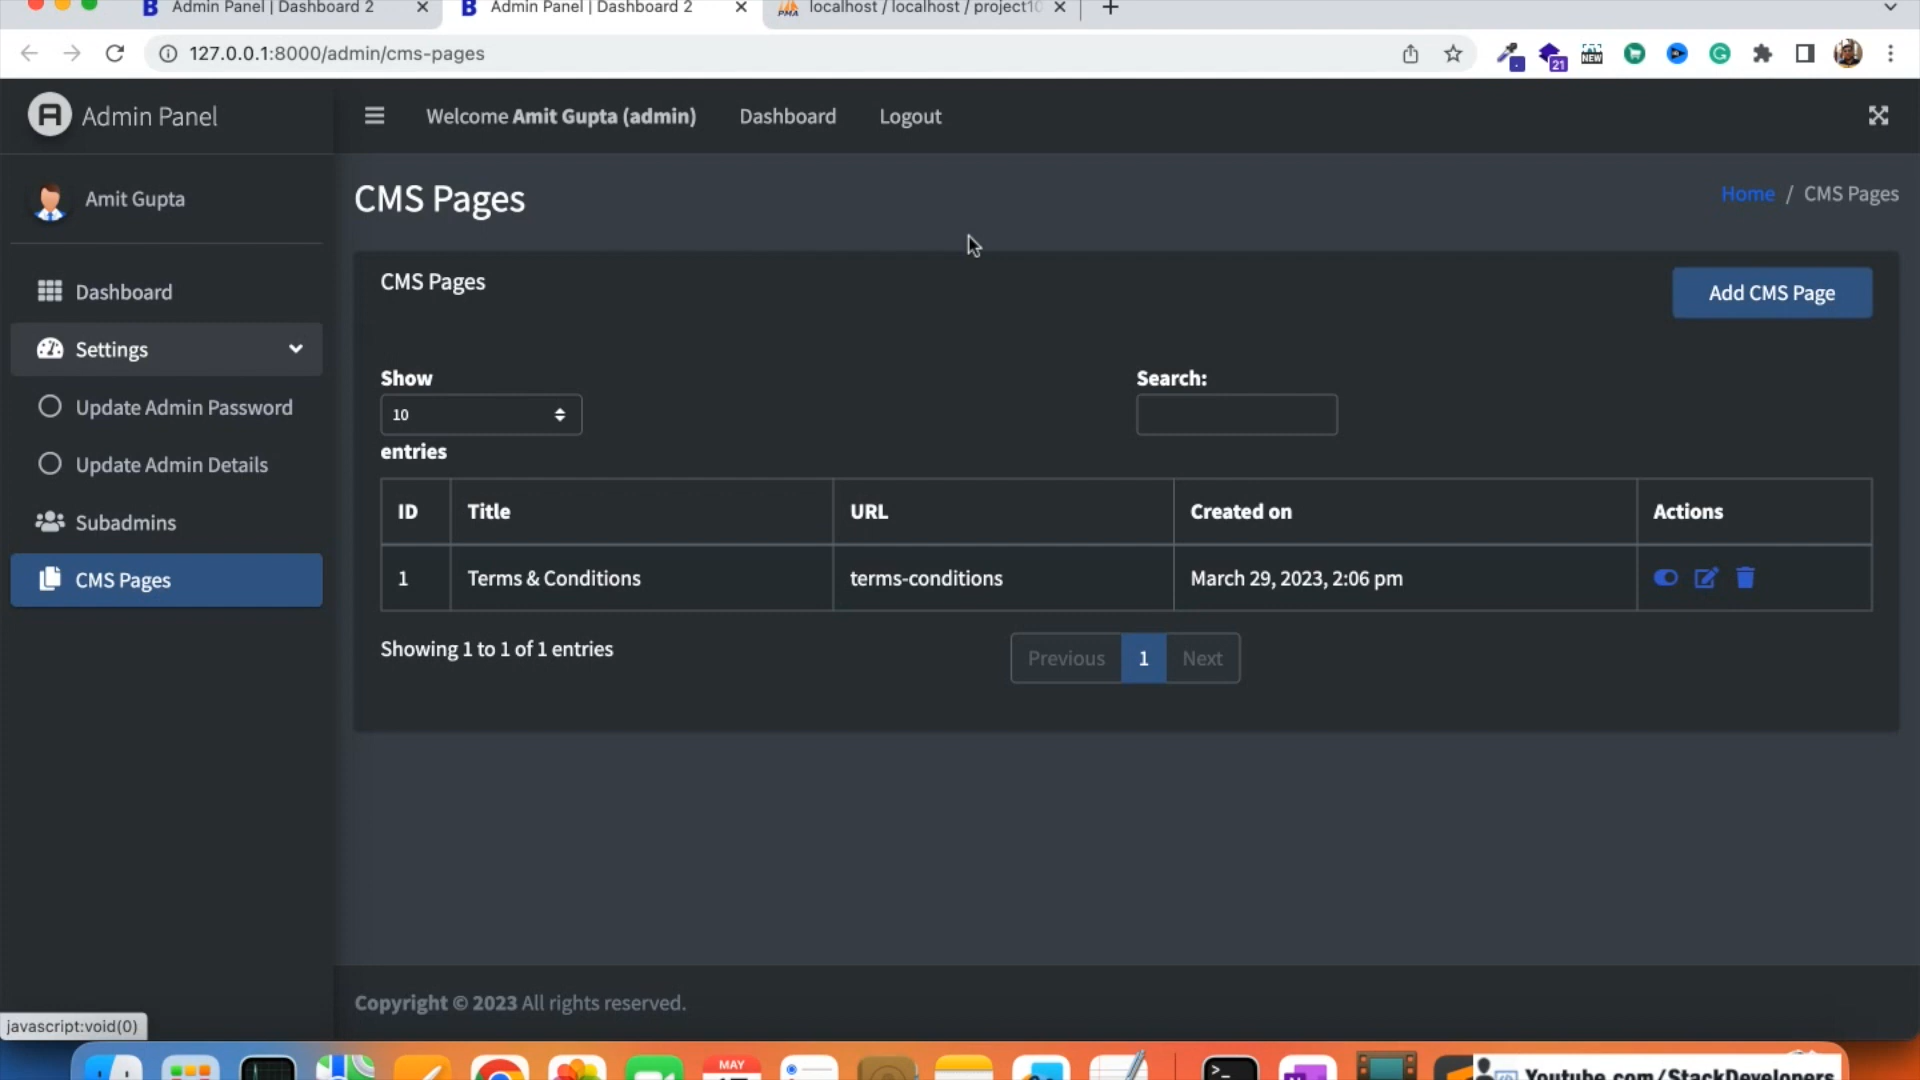 Admin Panel | Dashboard 2
Admin Panel | Dashboard 2
localhost / localhost / project10
127.0.0.1:8000/admin/cms-pages
21
NEW
Admin Panel
Welcome Amit Gupta (admin)
Dashboard
Logout
Amit Gupta
CMS Pages
Home / CMS Pages
Dashboard
Settings
Update Admin Password
Update Admin Details
Subadmins
CMS Pages
CMS Pages
Add CMS Page
Show
10
entries
Search:
ID Title URL Created on Actions
1 Terms & Conditions terms-conditions March 29, 2023, 2:06 pm
Showing 1 to 1 of 1 entries
Previous 1 Next
Copyright © 2023 All rights reserved.
javascript:void(0)
MAY
Youtube.com/StackDevelopers